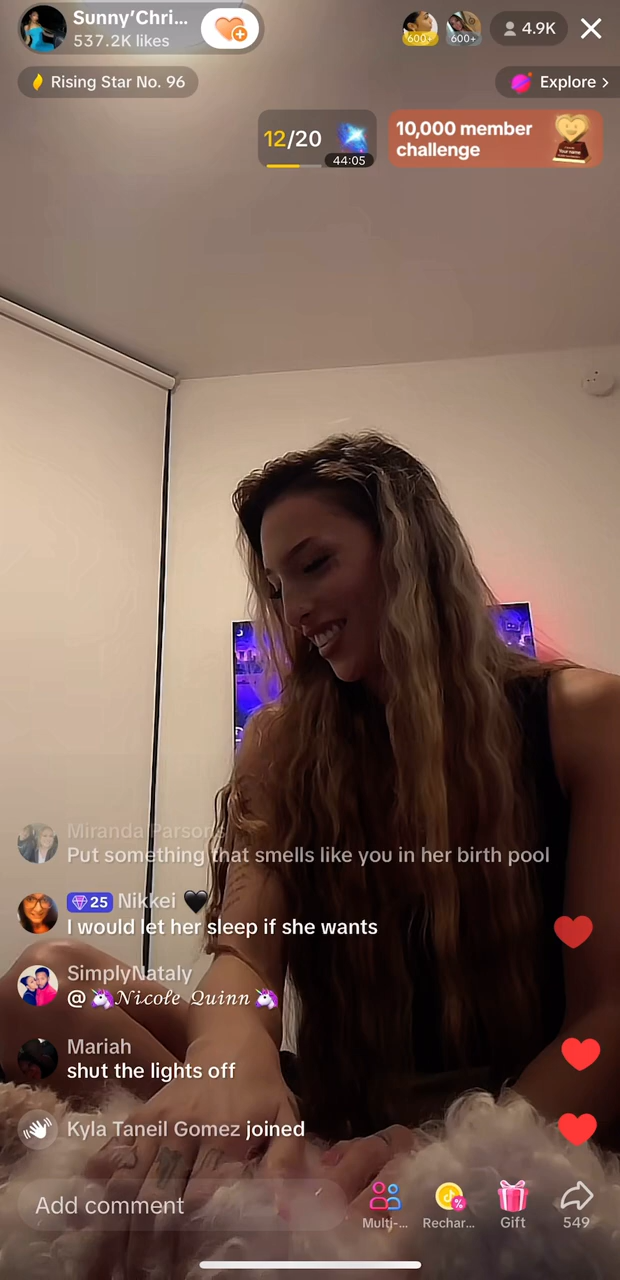 Sunny'Chri...
537.2K likes
600+
600+
4.9K
Rising Star No. 96
Explore >
12/20
44:05
10,000 member
challenge
Miranda Parsons
Put something that smells like you in her birth pool
25 Nikkei 🖤
I would let her sleep if she wants
SimplyNataly
@🦄𝓝𝓲𝓬𝓸𝓵𝓮 𝓠𝓾𝓲𝓷𝓷🦄
Mariah
shut the lights off
Kyla Taneil Gomez joined
Add comment
Multi-...
Rechar...
Gift
549